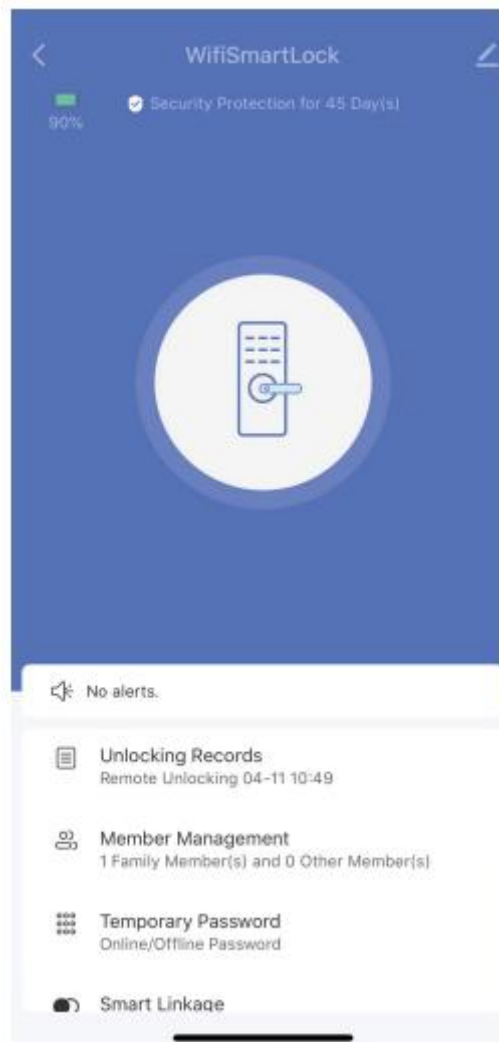 WifiSmartLock
Security Protection for 45 Day(s)
90%
No alerts.
Unlocking Records
Remote Unlocking 04-11 10:49
Member Management
1 Family Member(s) and 0 Other Member(s)
Temporary Password
Online/Offline Password
Smart Linkage